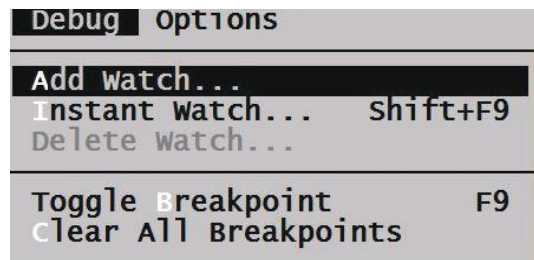 Debug Options
Add Watch...
Instant Watch... Shift+F9
Delete Watch...
Toggle Breakpoint F9
Clear All Breakpoints